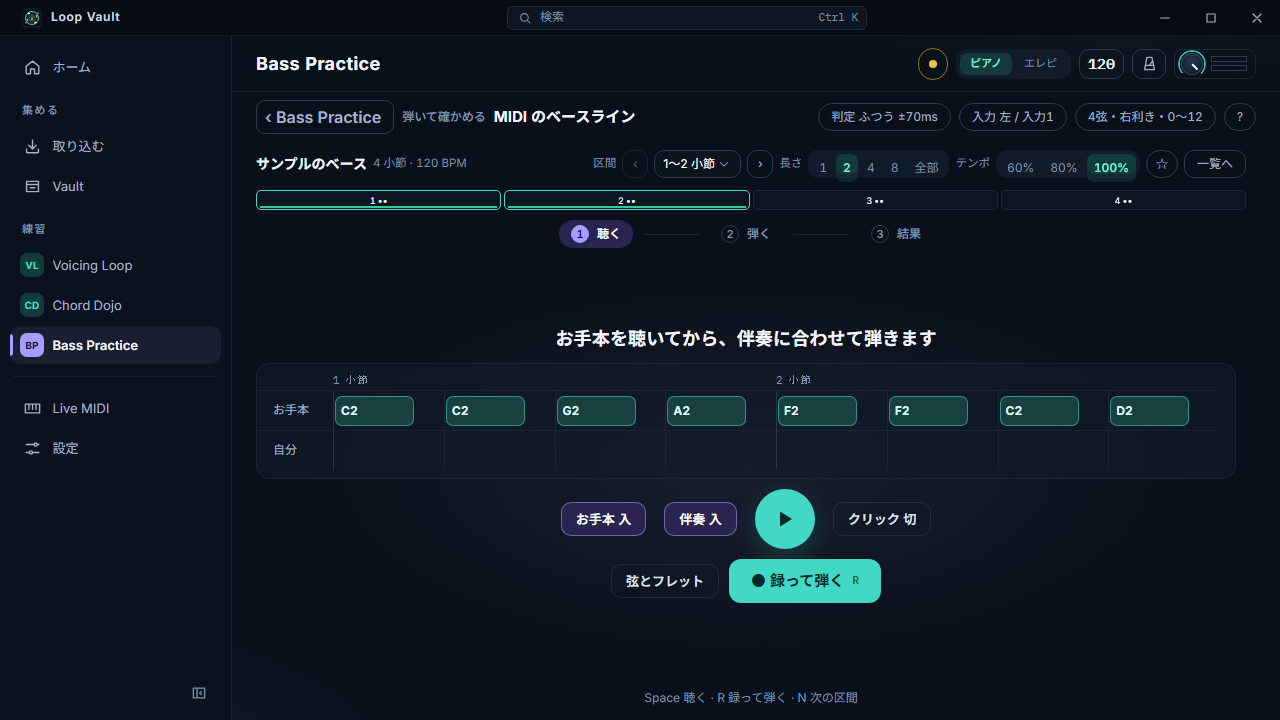 Loop Vault
検索 Ctrl K
ホーム
集める
取り込む
Vault
練習
VL Voicing Loop
CD Chord Dojo
BP Bass Practice
Live MIDI
設定
Bass Practice
ピアノ エレピ 120
‹ Bass Practice 弾いて確かめる MIDI のベースライン 判定 ふつう ±70ms 入力 左 / 入力1 4弦・右利き・0〜12 ?
サンプルのベース 4 小節 · 120 BPM 区間 ‹ 1〜2 小節 › 長さ 1 2 4 8 全部 テンポ 60% 80% 100% ☆ 一覧へ
1 •• 2 •• 3 •• 4 ••
1 聴く 2 弾く 3 結果
お手本を聴いてから、伴奏に合わせて弾きます
1 小節 2 小節
お手本 C2 C2 G2 A2 F2 F2 C2 D2
自分
お手本 入 伴奏 入 クリック 切
弦とフレット ● 録って弾く R
Space 聴く · R 録って弾く · N 次の区間